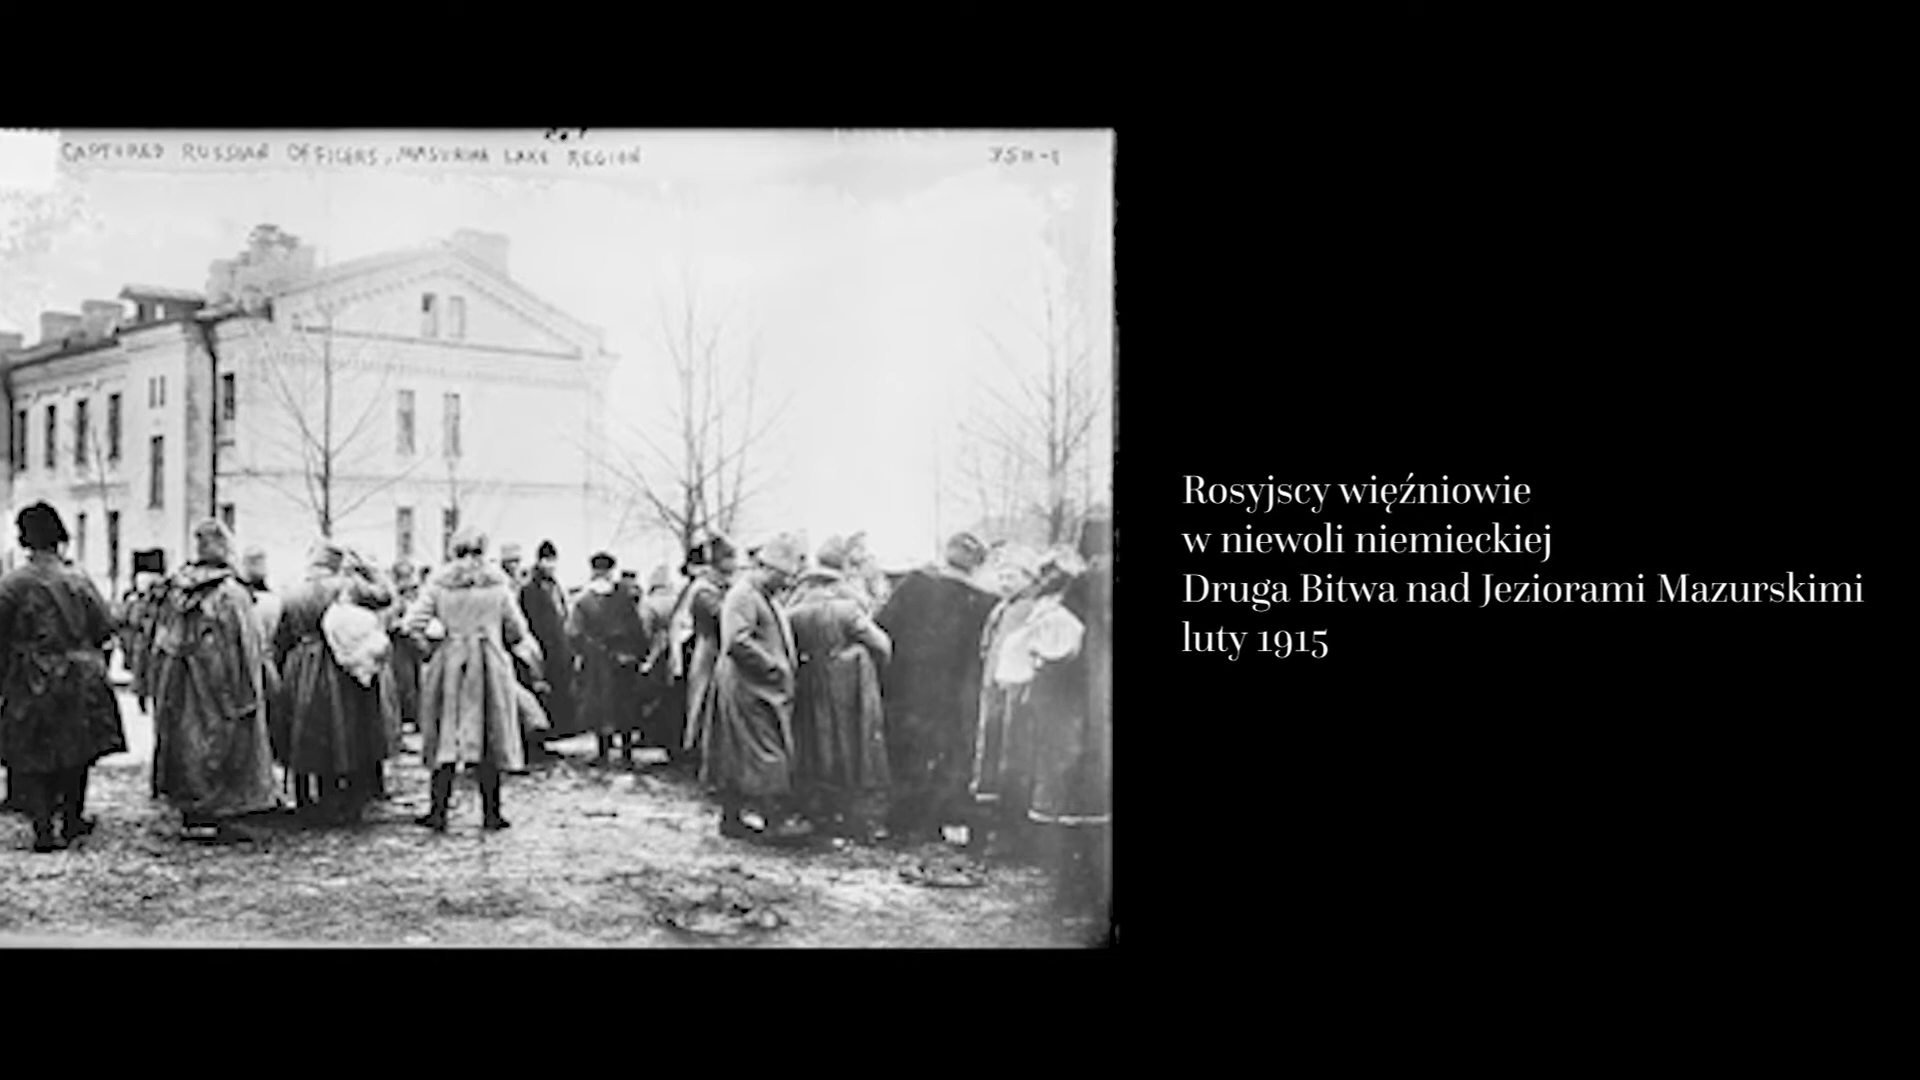 CAPTURED RUSSIAN OFFICERS, MASURIAN LAKE REGION
Rosyjscy więźniowie
w niewoli niemieckiej
Druga Bitwa nad Jeziorami Mazurskimi
luty 1915